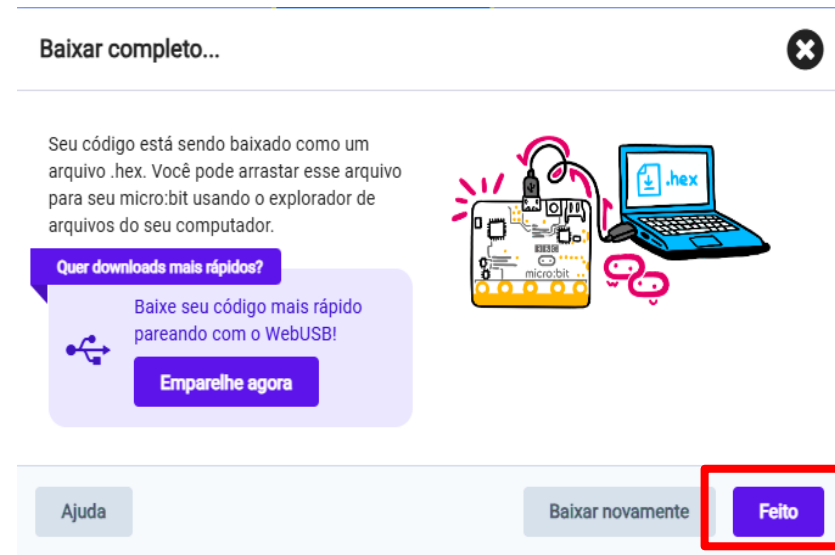 Baixar completo...
Seu código está sendo baixado como um
arquivo .hex. Você pode arrastar esse arquivo
para seu micro:bit usando o explorador de
arquivos do seu computador.
Quer downloads mais rápidos?
Baixe seu código mais rápido
pareando com o WebUSB!
Emparelhe agora
.hex
micro:bit
Ajuda
Baixar novamente
Feito